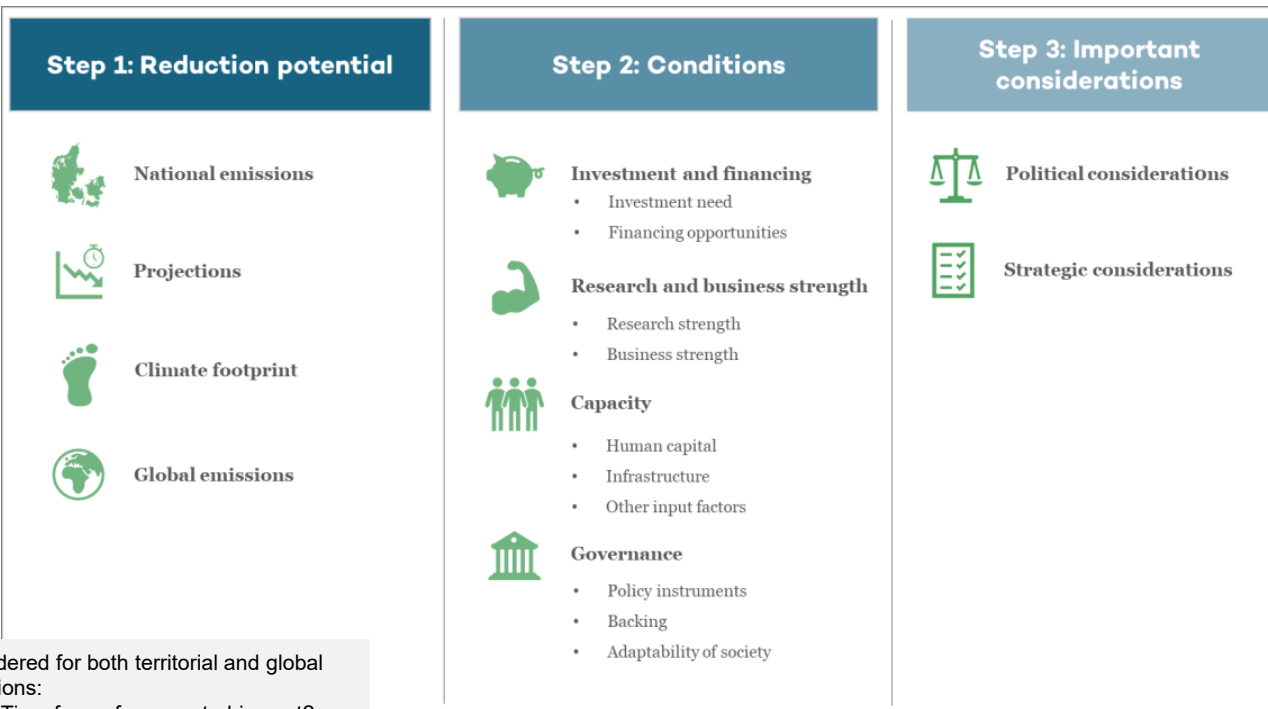 Step 1: Reduction potential
National emissions
Projections
Climate footprint
Global emissions
Step 2: Conditions
Investment and financing
• Investment need
• Financing opportunities
Research and business strength
• Research strength
• Business strength
Capacity
• Human capital
• Infrastructure
• Other input factors
Governance
• Policy instruments
• Backing
• Adaptability of society
Step 3: Important
considerations
Political considerations
Strategic considerations
for both territorial and global